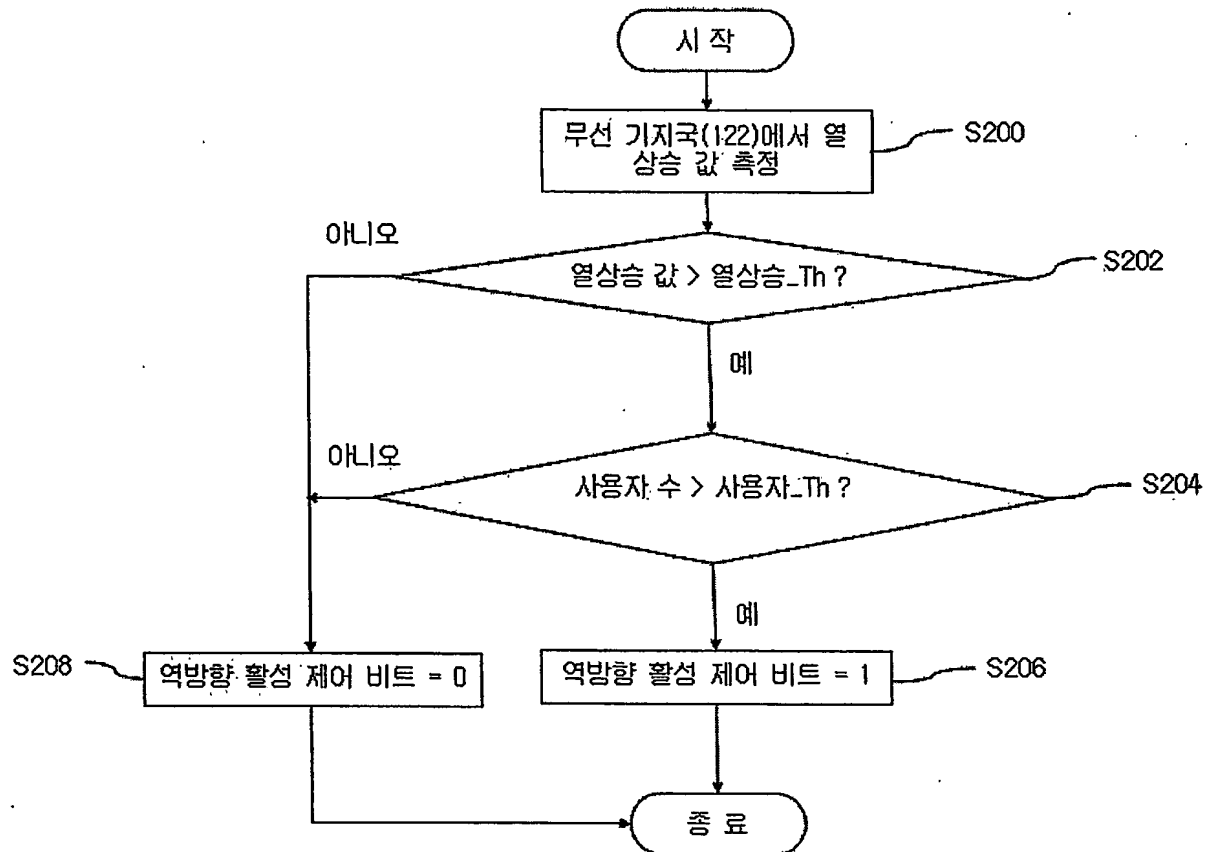 시 작
무선 기지국(122)에서 열
상승 값 측정
S200
아니오
열상승 값 > 열상승_Th ?
S202
예
아니오
사용자 수 > 사용자_Th ?
S204
예
S208
역방향 활성 제어 비트 = 0
역방향 활성 제어 비트 = 1
S206
종 료